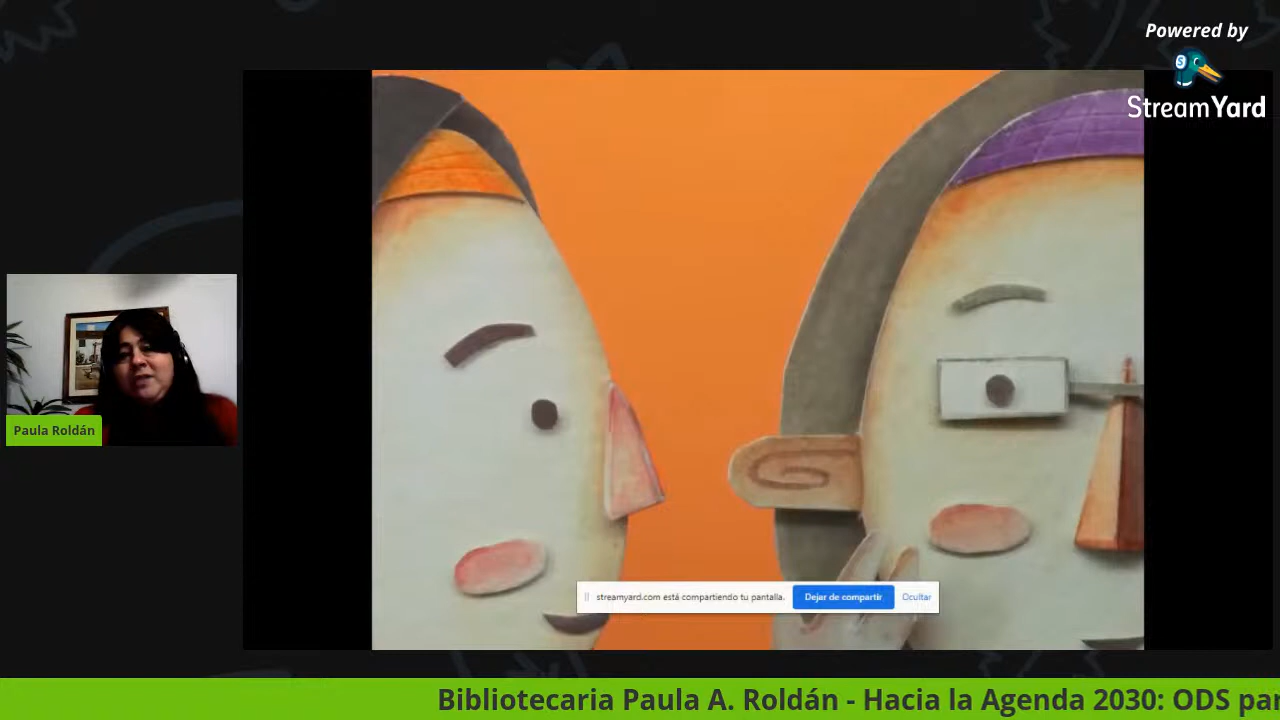 Powered by
StreamYard
Paula Roldán
streamyard.com está compartiendo tu pantalla.
Dejar de compartir
Ocultar
Bibliotecaria Paula A. Roldán - Hacia la Agenda 2030: ODS par